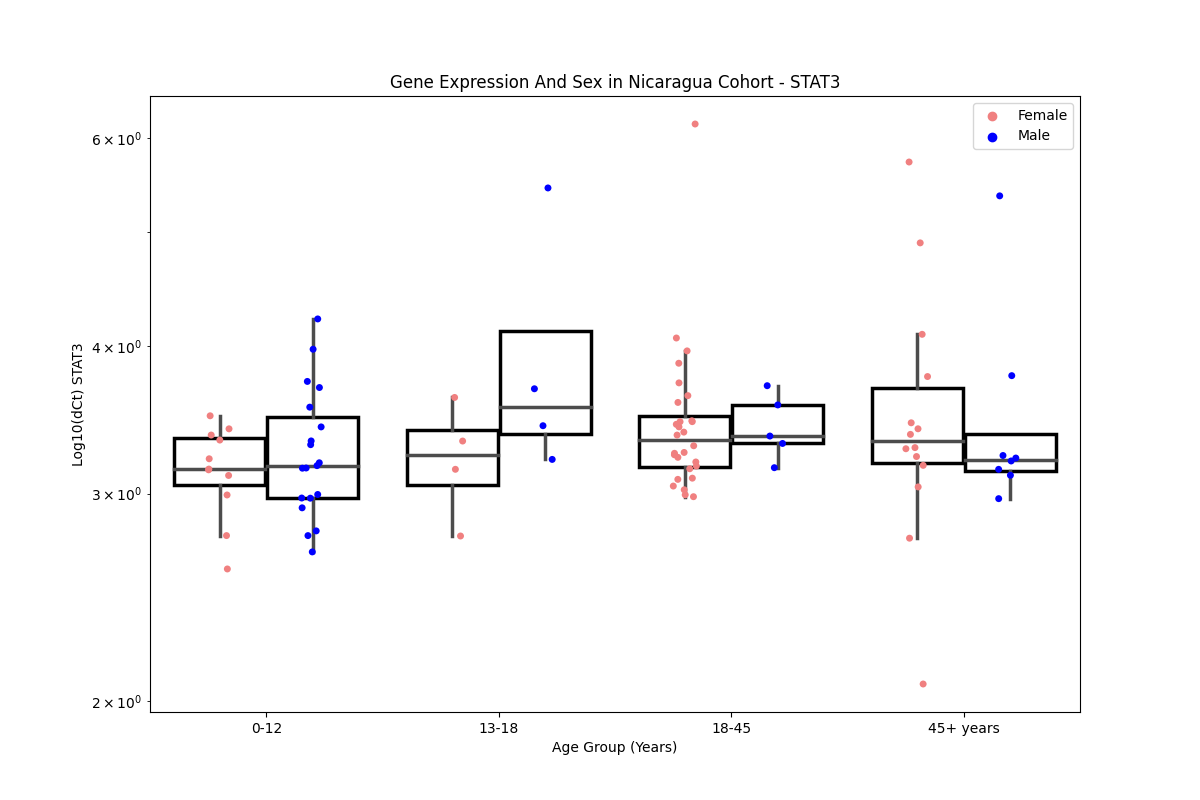 Gene Expression And Sex in Nicaragua Cohort - STAT3
Female
Male
6 × 10⁰
4 × 10⁰
3 × 10⁰
2 × 10⁰
Log10(dCt) STAT3
0-12 13-18 18-45 45+ years
Age Group (Years)